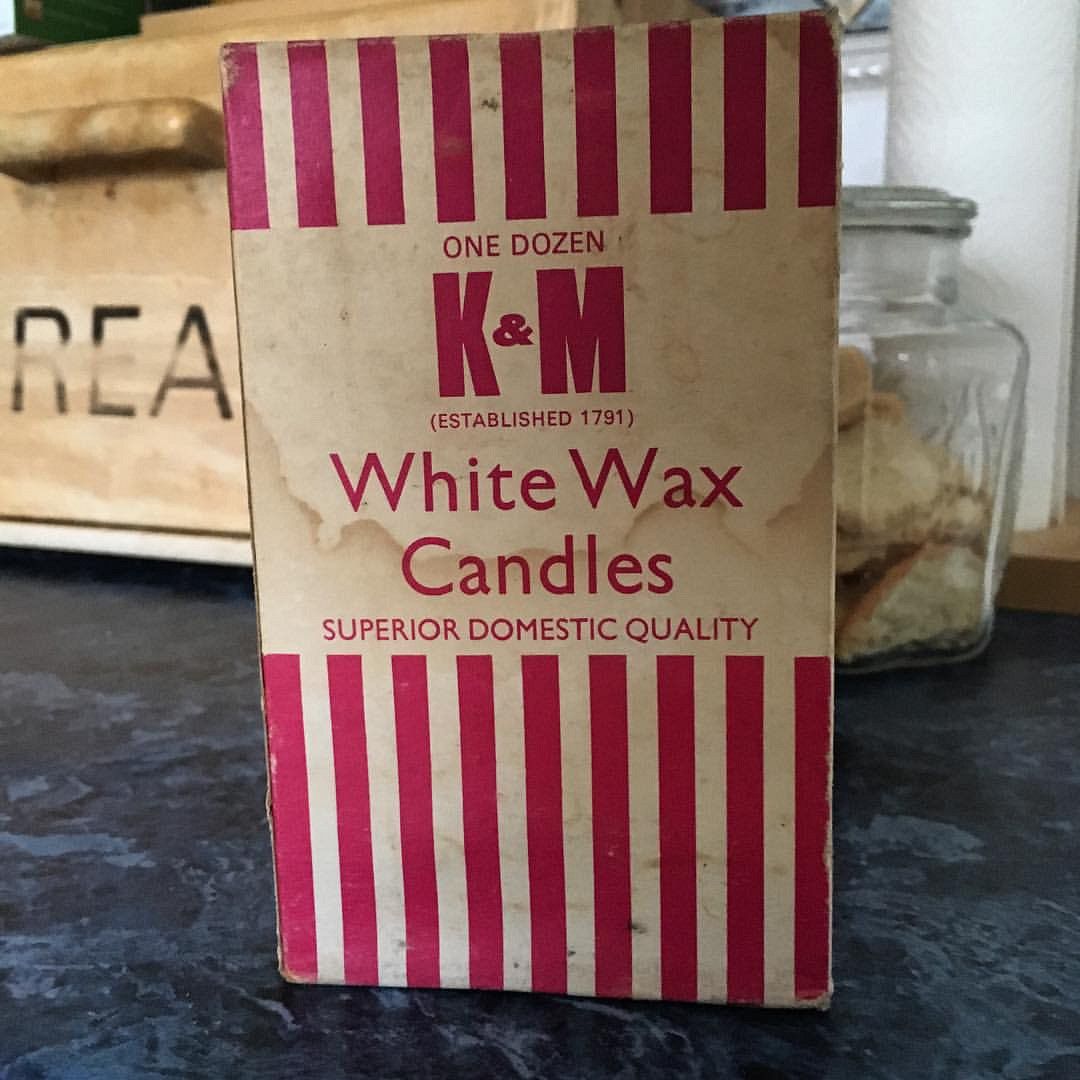 ONE DOZEN
K&M
(ESTABLISHED 1791)
White Wax
Candles
SUPERIOR DOMESTIC QUALITY
REA